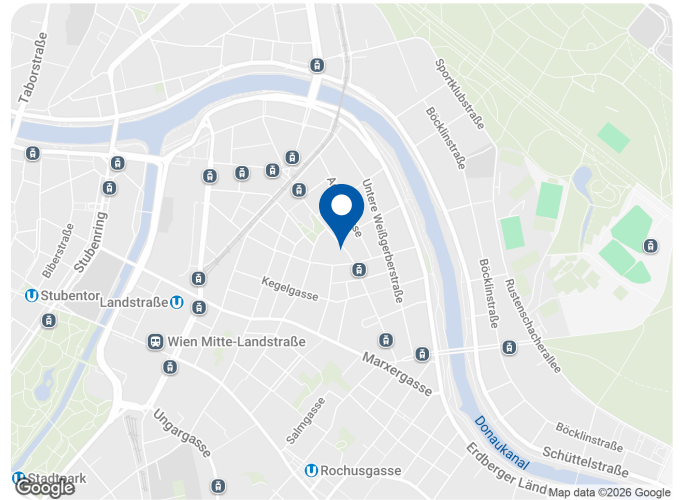 Taborstraße
Sportklubstraße
Böcklinstraße
Untere Weißgerberstraße
Stubenring
Biberstraße
Böcklinstraße
Rustenschacherallee
Kegelgasse
Stubentor
Landstraße
Wien Mitte-Landstraße
Marxergasse
Salmgasse
Ungargasse
Donaukanal
Böcklinstraße
Schüttelstraße
Erdberger Länd
Rochusgasse
Stadtpark
Google
Map data ©2026 Google